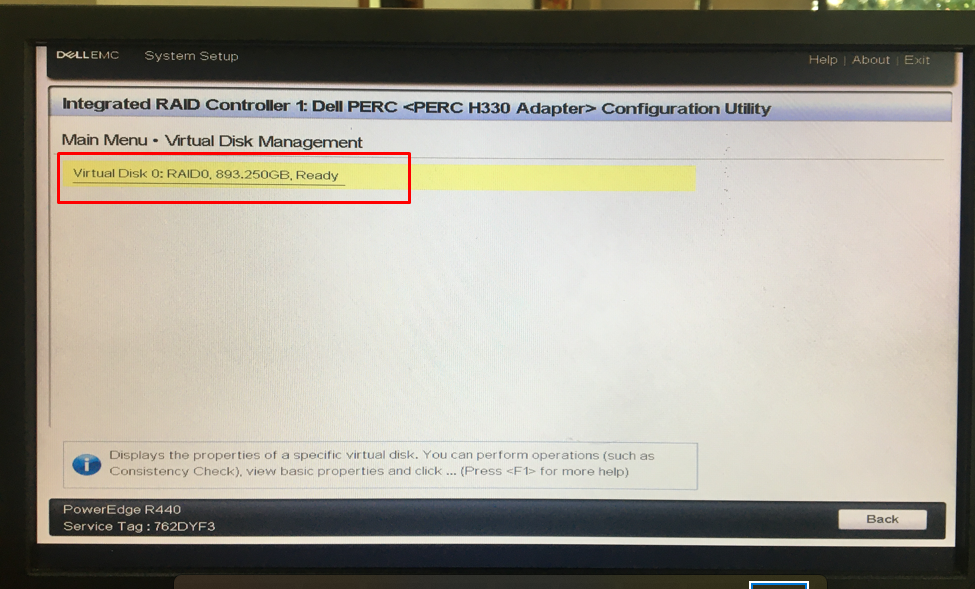 DELLEMC System Setup
Help | About | Exit
Integrated RAID Controller 1: Dell PERC <PERC H330 Adapter> Configuration Utility
Main Menu • Virtual Disk Management
Virtual Disk 0: RAID0, 893.250GB, Ready
Displays the properties of a specific virtual disk. You can perform operations (such as
Consistency Check), view basic properties and click ... (Press <F1> for more help)
PowerEdge R440
Service Tag : 762DYF3
Back